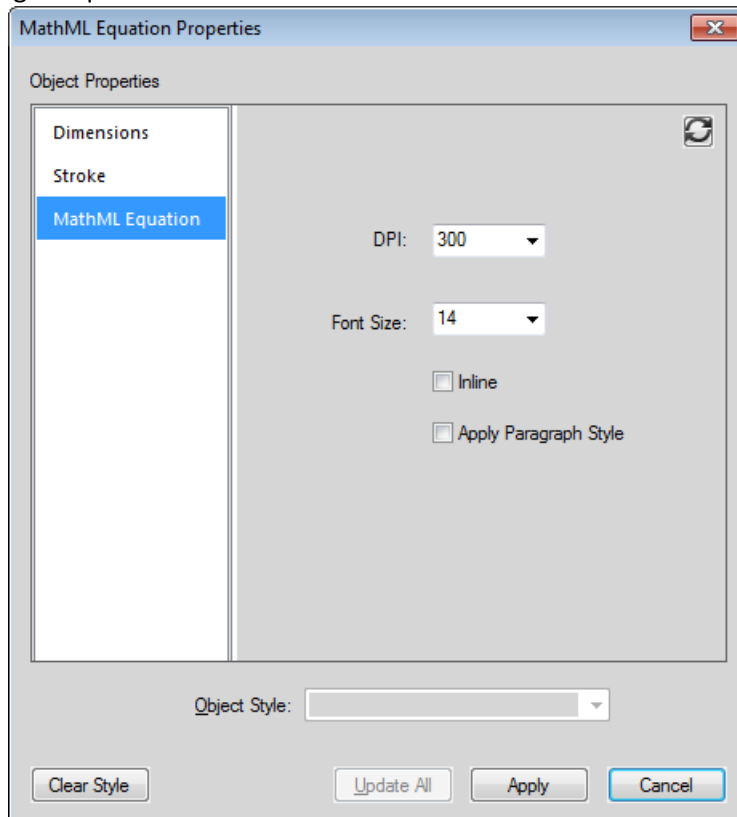 MathML Equation Properties
Object Properties
Dimensions
Stroke
MathML Equation
DPI: 300
Font Size: 14
Inline
Apply Paragraph Style
Object Style:
Clear Style Update All Apply Cancel